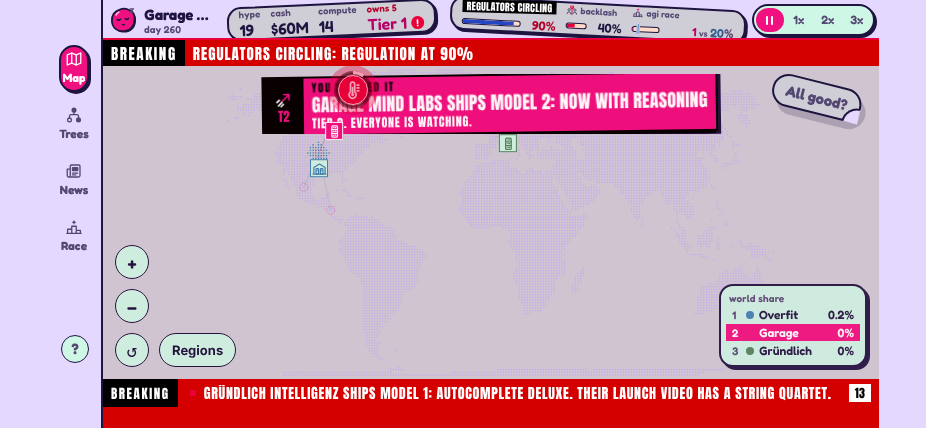 Garage ...
day 260
hype
19
cash
$60M
compute
14
owns 5
Tier 1 !
REGULATORS CIRCLING
90%
backlash
40%
agi race
1 vs 20%
1x
2x
3x
BREAKING
REGULATORS CIRCLING: REGULATION AT 90%
Map
Trees
News
Race
?
T2
YOU
IT
GARAGE MIND LABS SHIPS MODEL 2: NOW WITH REASONING
EVERYONE IS WATCHING.
All good?
+
−
Regions
world share
1 Overfit 0.2%
2 Garage 0%
3 Gründlich 0%
BREAKING
GRÜNDLICH INTELLIGENZ SHIPS MODEL 1: AUTOCOMPLETE DELUXE. THEIR LAUNCH VIDEO HAS A STRING QUARTET.
13